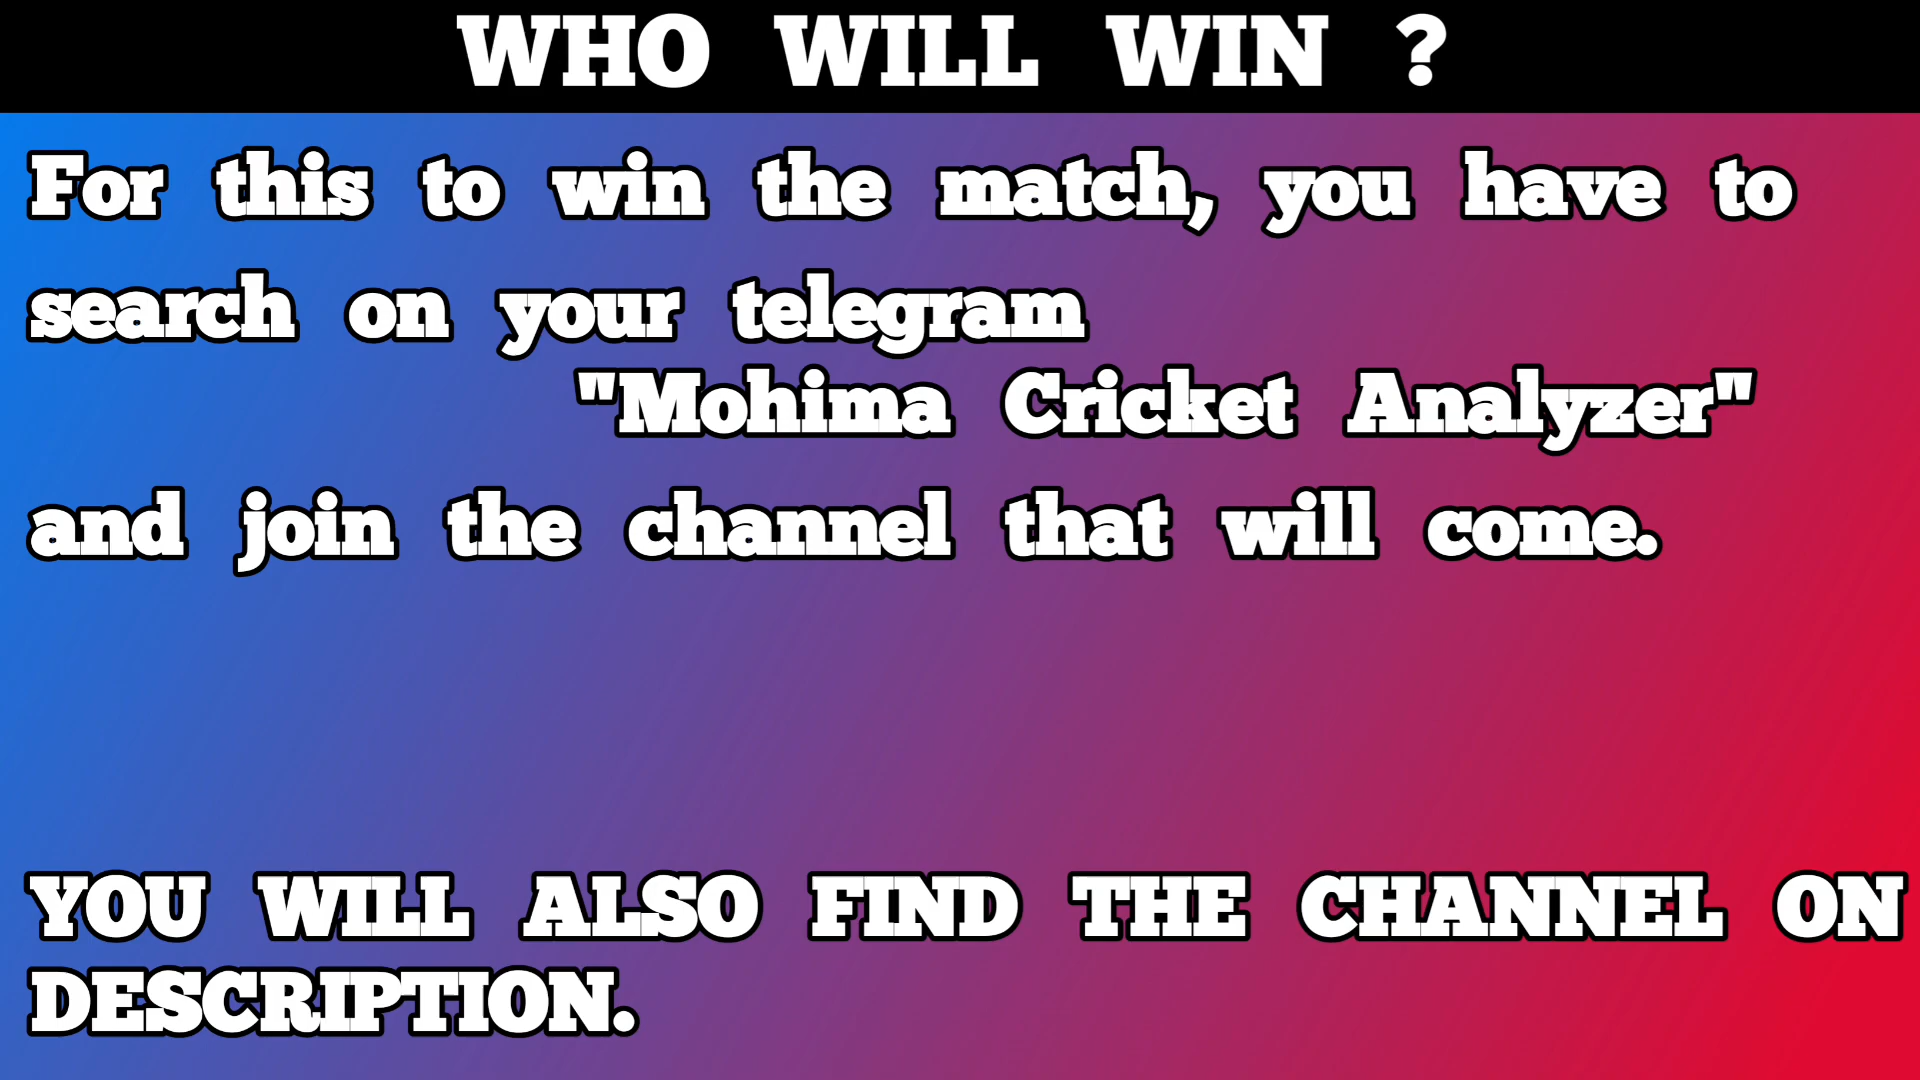 WHO WILL WIN ?
For this to win the match, you have to
search on your telegram
"Mohima Cricket Analyzer"
and join the channel that will come.
YOU WILL ALSO FIND THE CHANNEL ON
DESCRIPTION.